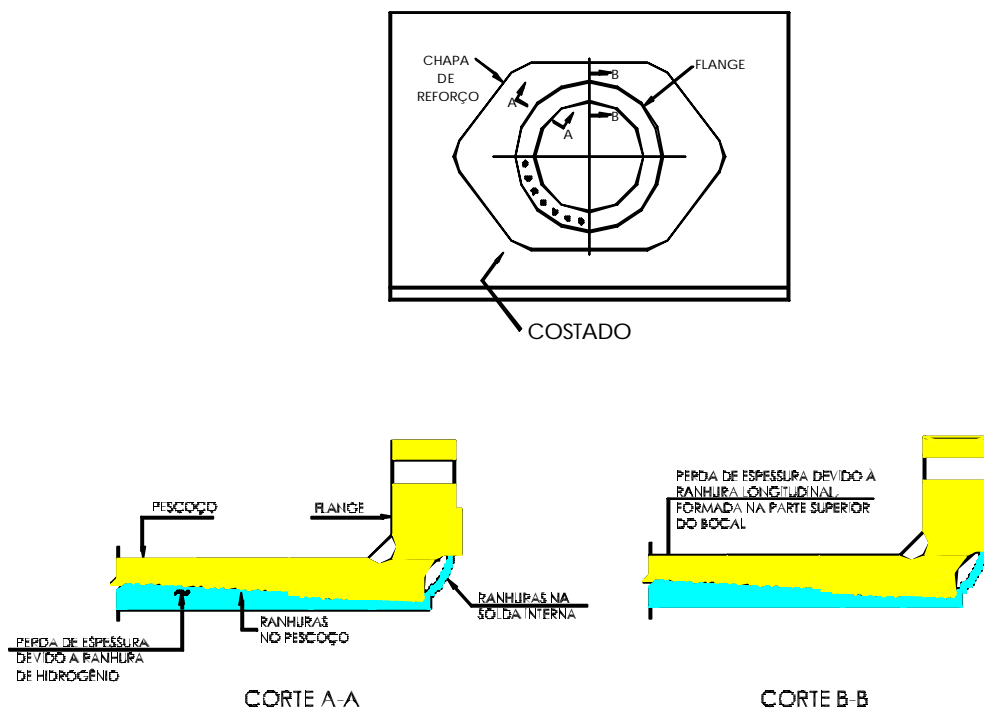 CHAPA
DE
REFORÇO
FLANGE
B
A
B
A
COSTADO
PESCOÇO
FLANGE
PERDA DE ESPESSURA DEVIDO À
RANHURA LONGITUDINAL,
FORMADA NA PARTE SUPERIOR
DO BOCAL
RANHURAS NA
SOLDA INTERNA
RANHURAS
NO PESCOÇO
PERDA DE ESPESSURA
DEVIDO A RANHURA
DE HIDROGÊNIO
CORTE A-A
CORTE B-B